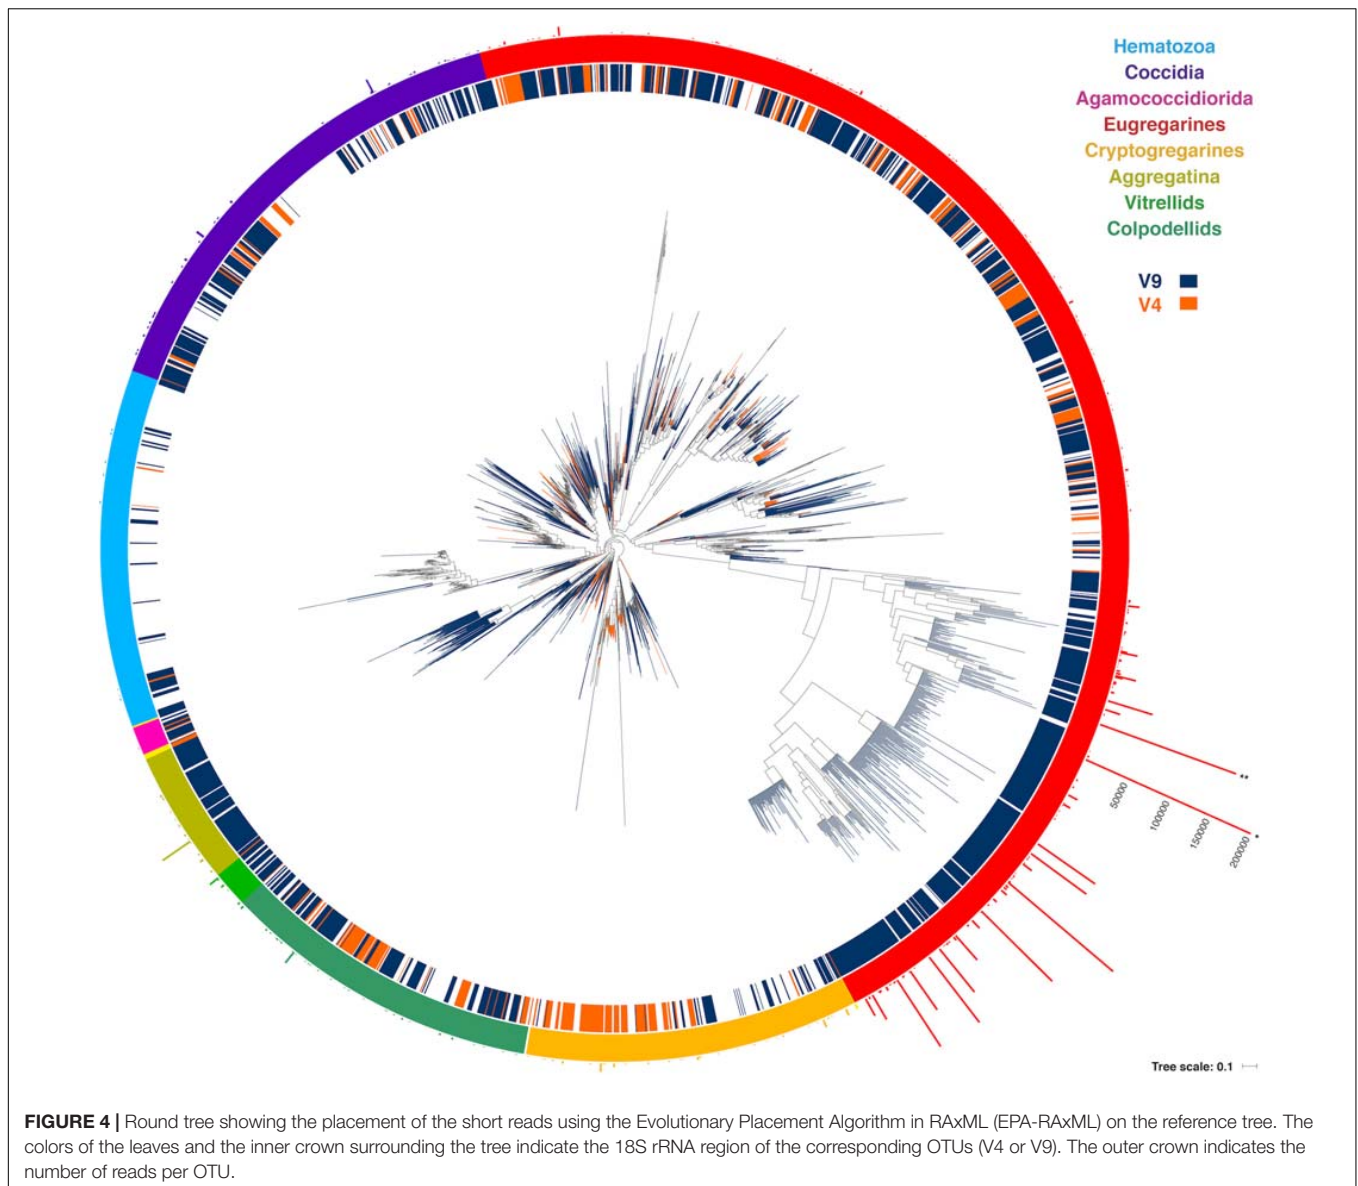 Hematozoa
Coccidia
Agamococcidiorida
Eugregarines
Cryptogregarines
Aggregatina
Vitrellids
Colpodellids
V9
V4
**
*
50000
100000
150000
200000
Tree scale: 0.1
FIGURE 4 | Round tree showing the placement of the short reads using the Evolutionary Placement Algorithm in RAxML (EPA-RAxML) on the reference tree. The
colors of the leaves and the inner crown surrounding the tree indicate the 18S rRNA region of the corresponding OTUs (V4 or V9). The outer crown indicates the
number of reads per OTU.